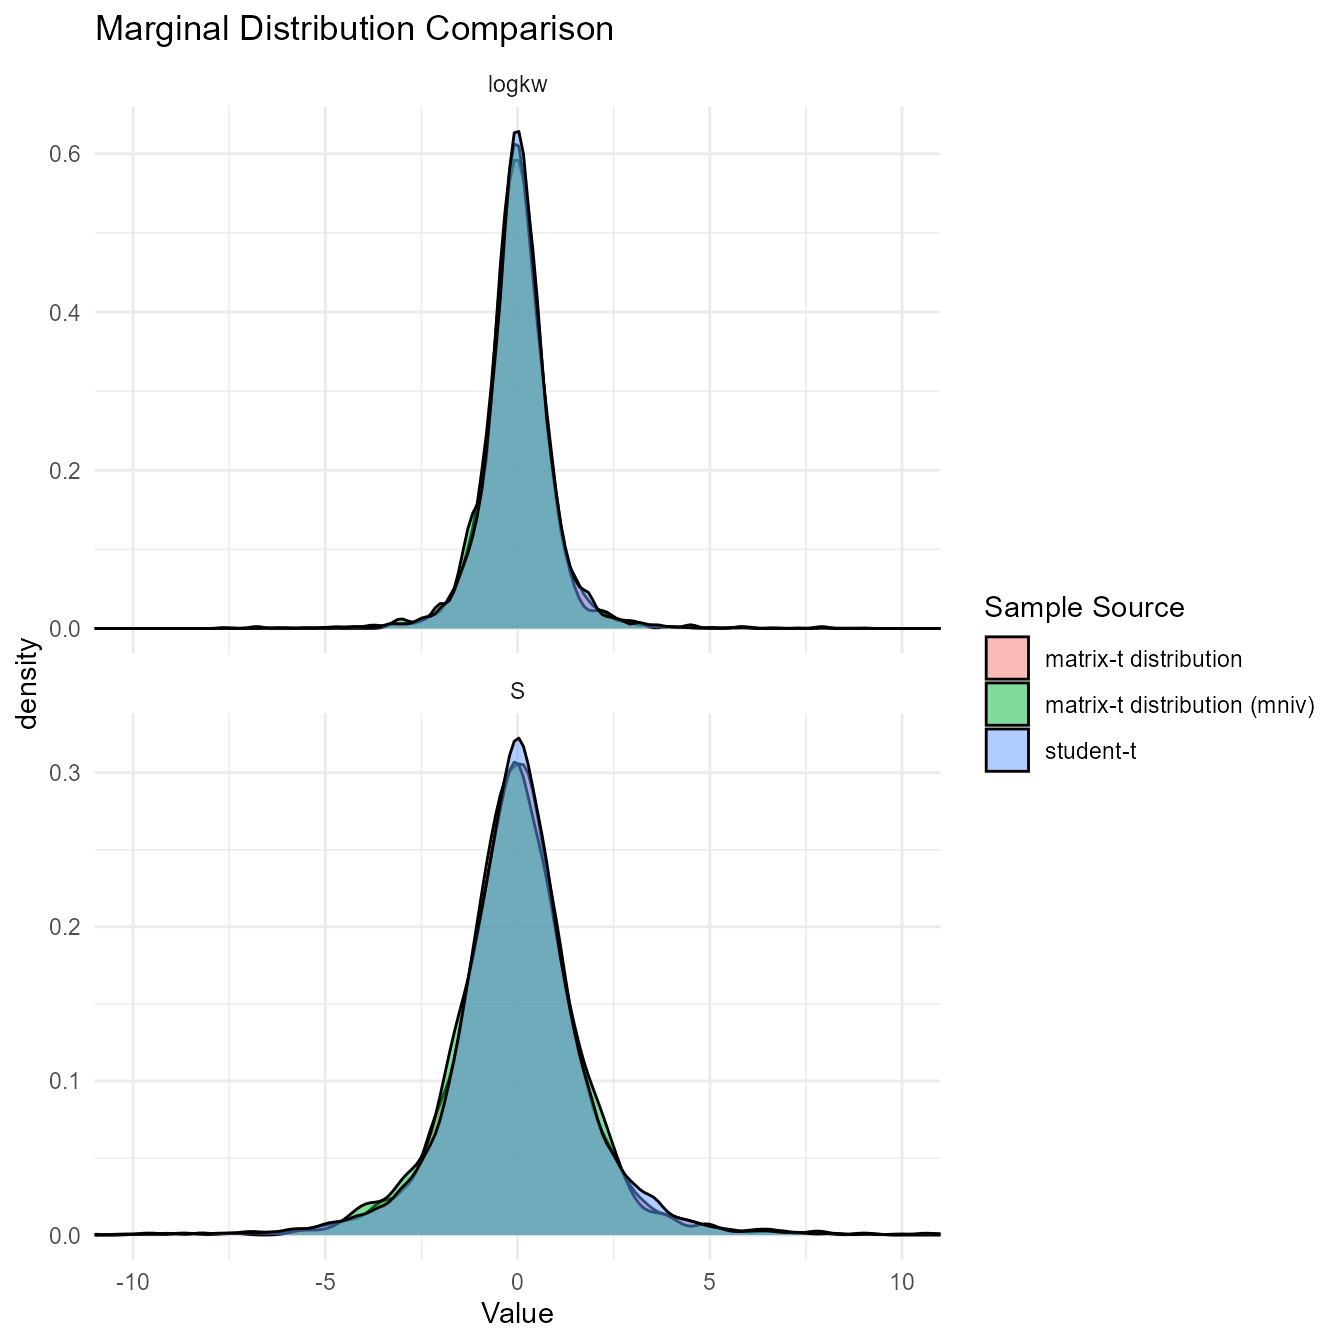 Marginal Distribution Comparison
logkw
0.6
0.4
0.2
0.0
density
S
0.3
0.2
0.1
0.0
-10 -5 0 5 10
Value
Sample Source
matrix-t distribution
matrix-t distribution (mniv)
student-t